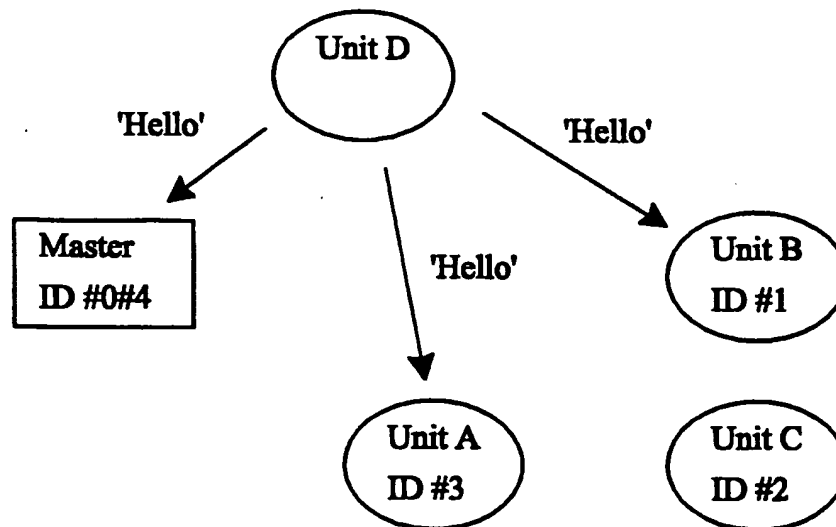 Unit D
'Hello'
'Hello'
Master
ID #0#4
'Hello'
Unit B
ID #1
Unit A
ID #3
Unit C
ID #2